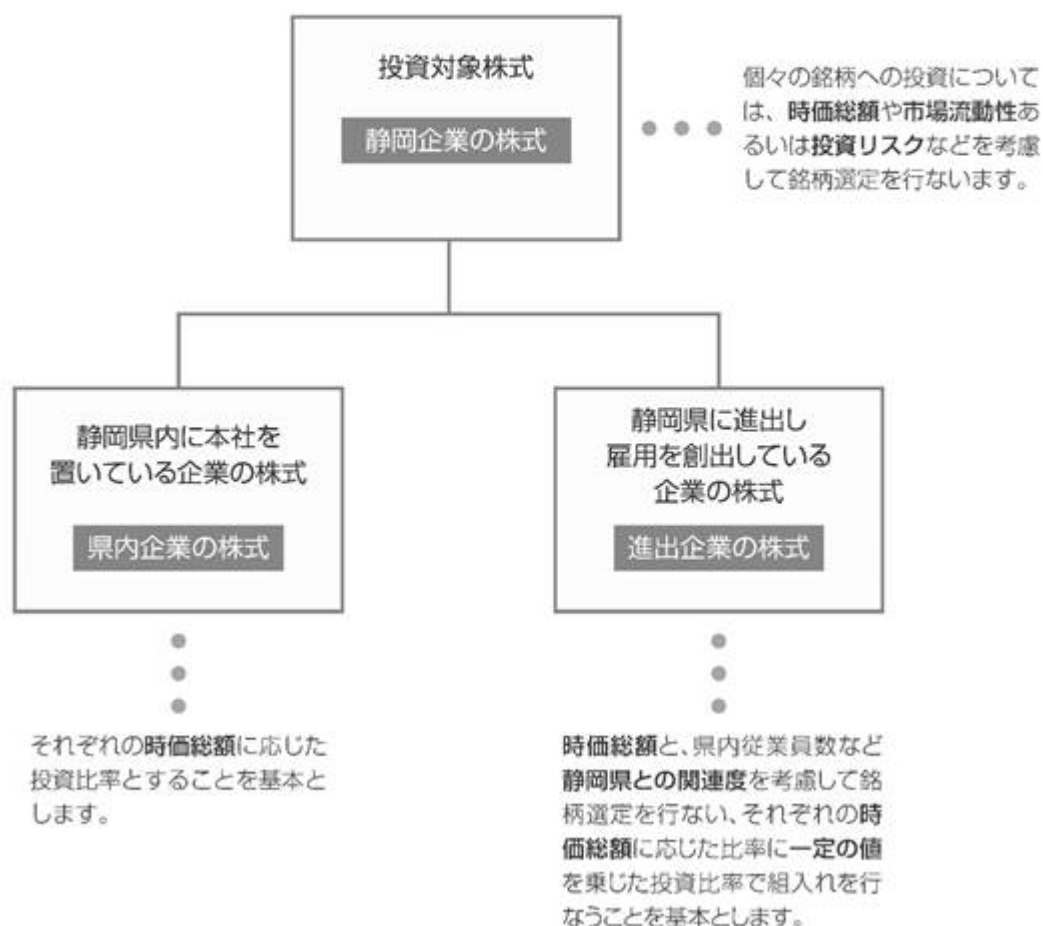 投資対象株式
静岡企業の株式
個々の銘柄への投資について
は、時価総額や市場流動性あ
るいは投資リスクなどを考慮
して銘柄選定を行ないます。
静岡県内に本社を
置いている企業の株式
県内企業の株式
それぞれの時価総額に応じた
投資比率とすることを基本と
します。
静岡県に進出し
雇用を創出している
企業の株式
進出企業の株式
時価総額と、県内従業員数など
静岡県との関連度を考慮して銘
柄選定を行ない、それぞれの時
価総額に応じた比率に一定の値
を乗じた投資比率で組入れを行
なうことを基本とします。